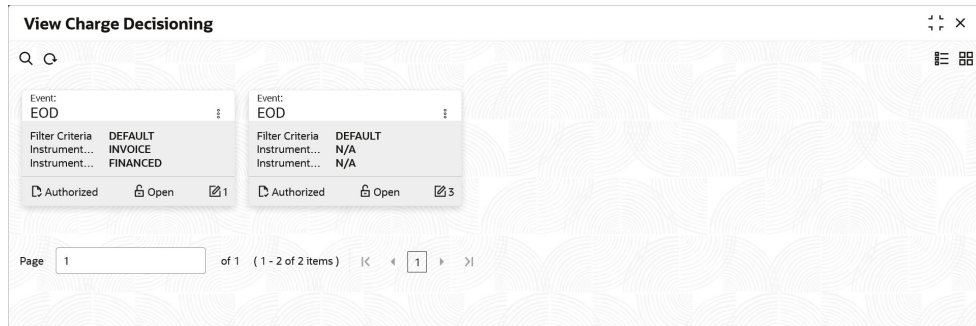 View Charge Decisioning
Event:
EOD
Filter Criteria DEFAULT
Instrument... INVOICE
Instrument... FINANCED
Authorized Open 1
Event:
EOD
Filter Criteria DEFAULT
Instrument... N/A
Instrument... N/A
Authorized Open 3
Page 1 of 1 (1 - 2 of 2 items) 1